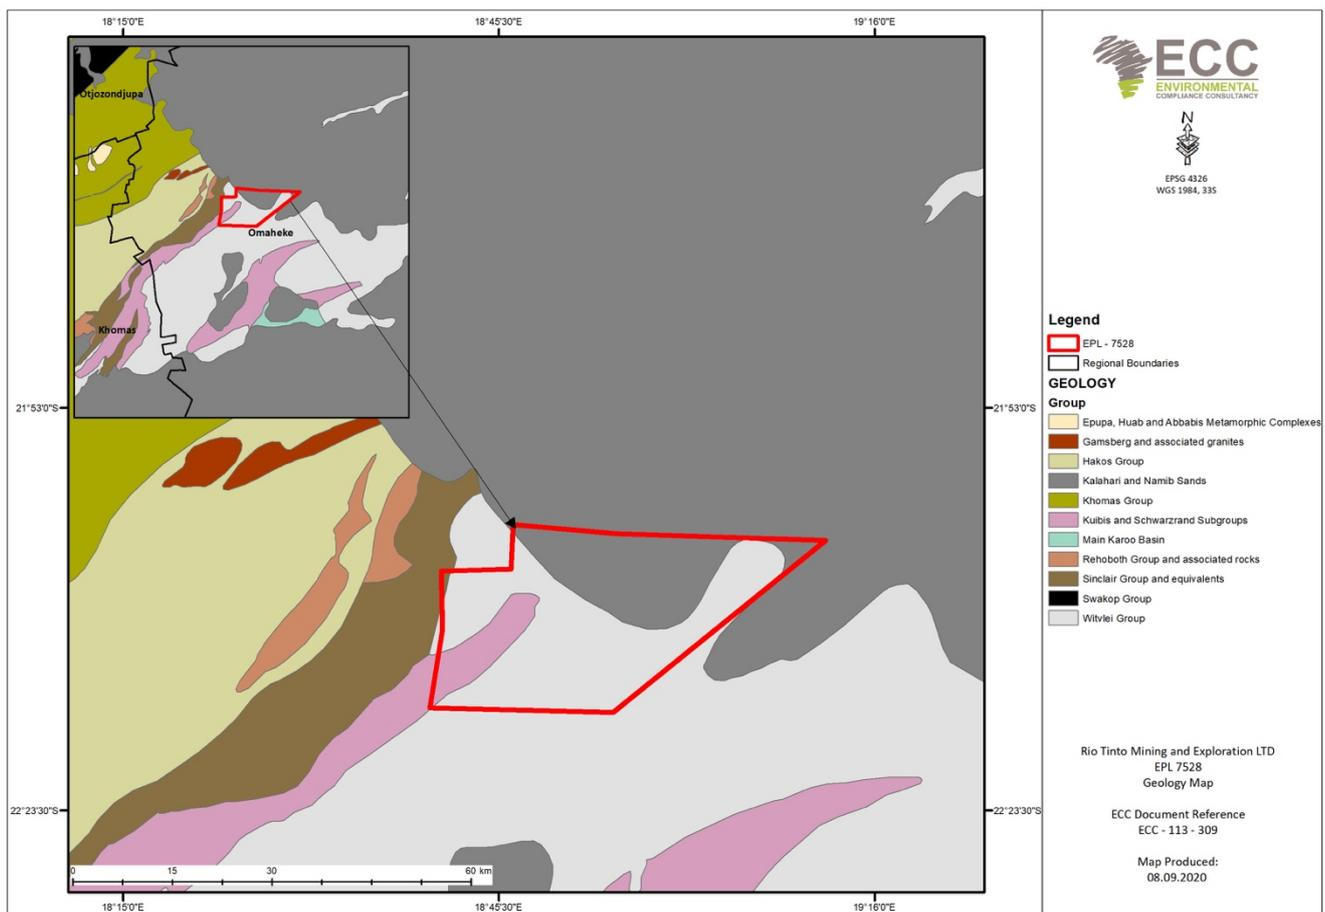 18°15'0"E
18°45'30"E
19°16'0"E
Otjozondjupa
Omaheke
Khomas
21°53'0"S
21°53'0"S
22°23'30"S
22°23'30"S
0 15 30 60 km
18°15'0"E
18°45'30"E
19°16'0"E
ECC
ENVIRONMENTAL
COMPLIANCE CONSULTANCY
N
EPSG 4326
WGS 1984, 33S
Legend
EPL - 7528
Regional Boundaries
GEOLOGY
Group
Epupa, Huab and Abbabis Metamorphic Complexes
Gamsberg and associated granites
Hakos Group
Kalahari and Namib Sands
Khomas Group
Kuibis and Schwarzrand Subgroups
Main Karoo Basin
Rehoboth Group and associated rocks
Sinclair Group and equivalents
Swakop Group
Witvlei Group
Rio Tinto Mining and Exploration LTD
EPL 7528
Geology Map
ECC Document Reference
ECC - 113 - 309
Map Produced:
08.09.2020